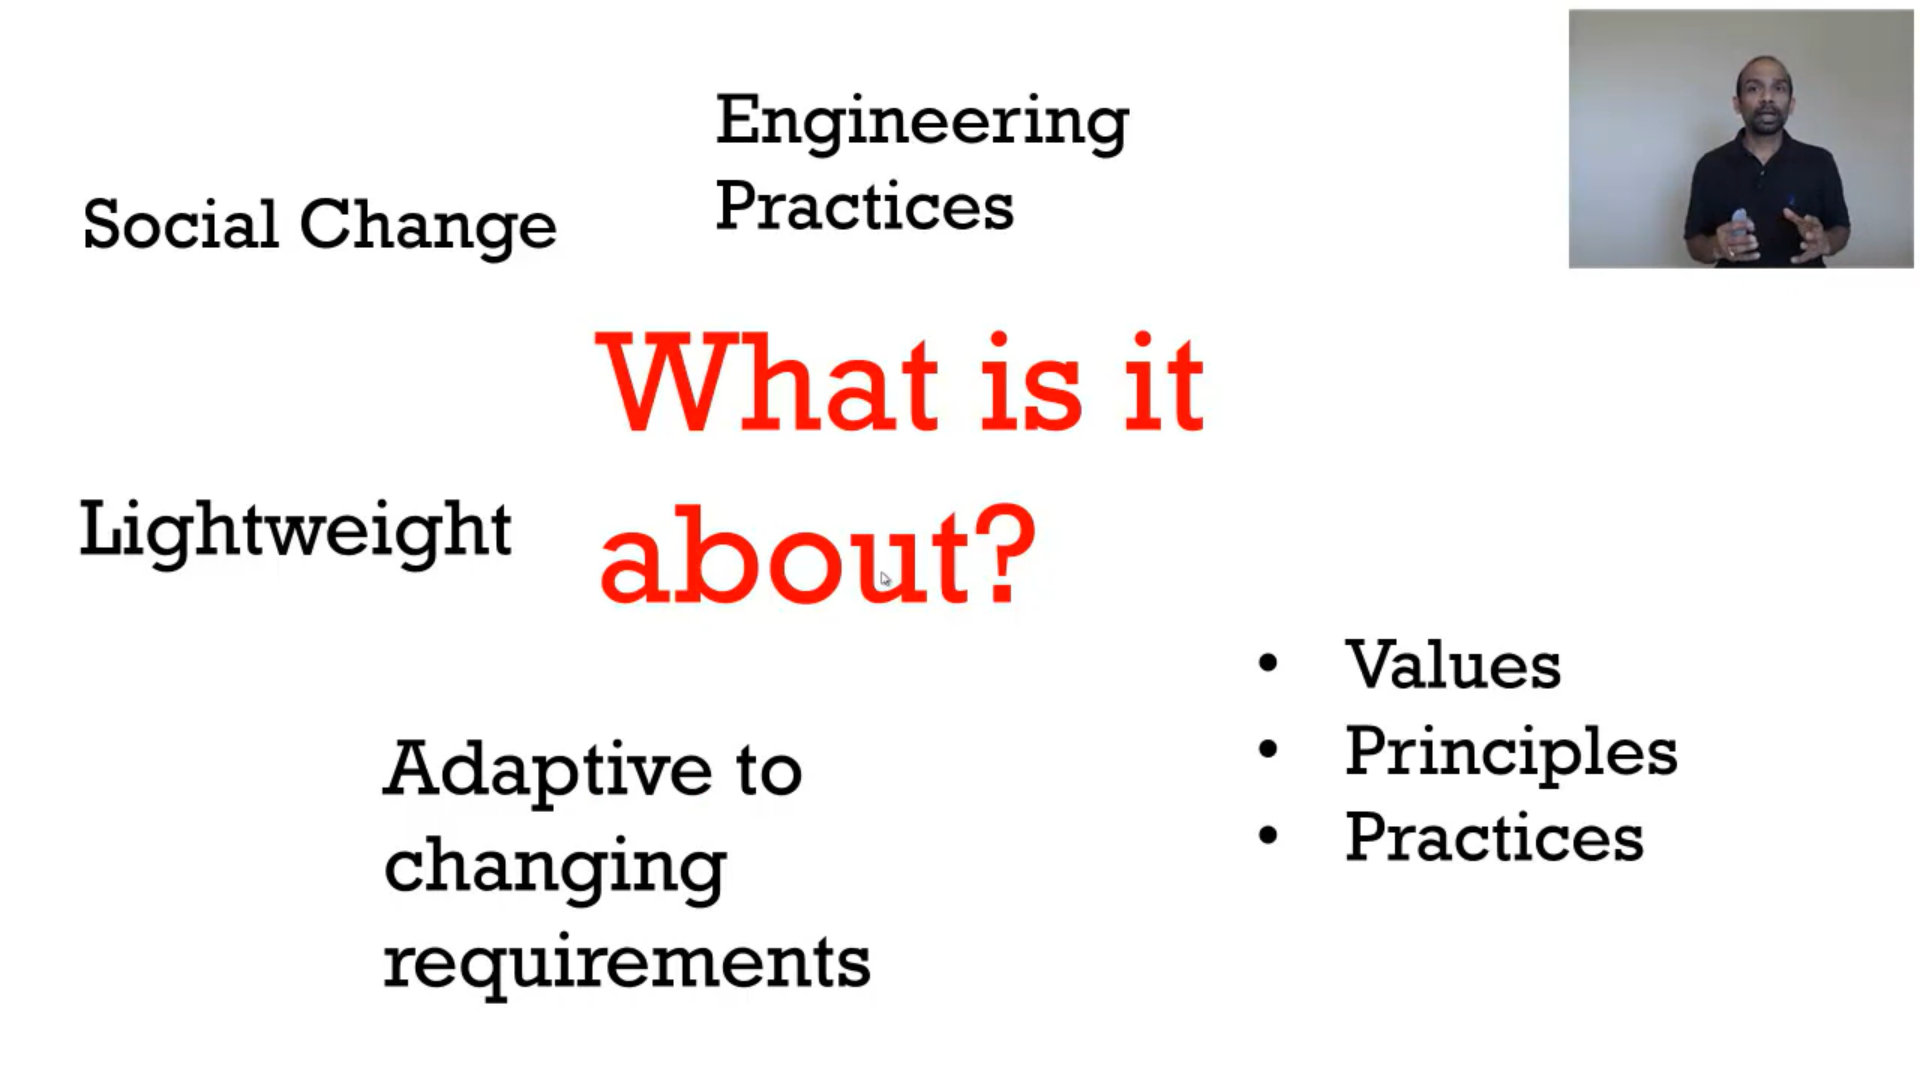 Engineering
Practices
Social Change
What is it
about?
Lightweight
• Values
• Principles
• Practices
Adaptive to
changing
requirements